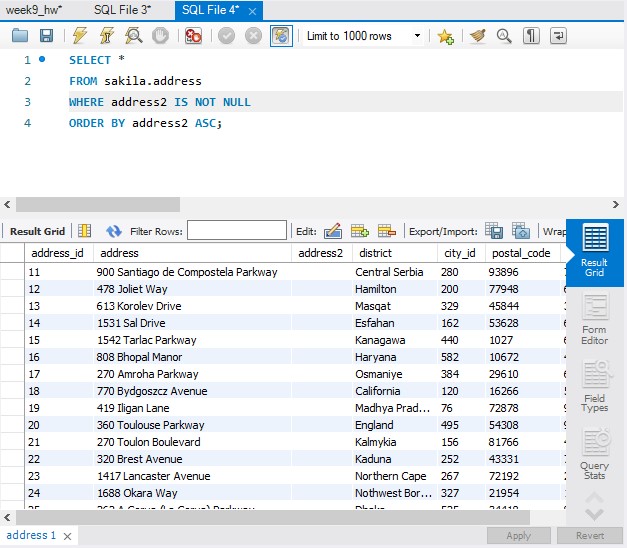 week9_hw*
SQL File 3*
SQL File 4*
Limit to 1000 rows
1 SELECT *
2 FROM sakila.address
3 WHERE address2 IS NOT NULL
4 ORDER BY address2 ASC;
Result Grid Filter Rows: Edit: Export/Import: Wrap
address_id address address2 district city_id postal_code
11 900 Santiago de Compostela Parkway Central Serbia 280 93896
12 478 Joliet Way Hamilton 200 77948 6
13 613 Korolev Drive Masqat 329 45844
14 1531 Sal Drive Esfahan 162 53628 6
15 1542 Tarlac Parkway Kanagawa 440 1027 6
16 808 Bhopal Manor Haryana 582 10672
17 270 Amroha Parkway Osmaniye 384 29610 6
18 770 Bydgoszcz Avenue California 120 16266
19 419 Iligan Lane Madhya Prad... 76 72878 9
20 360 Toulouse Parkway England 495 54308 9
21 270 Toulon Boulevard Kalmykia 156 81766
22 320 Brest Avenue Kaduna 252 43331
23 1417 Lancaster Avenue Northern Cape 267 72192
24 1688 Okara Way Nothwest Bor... 327 21954
Result
Grid
Form
Editor
Field
Types
Query
Stats
address 1
Apply
Revert